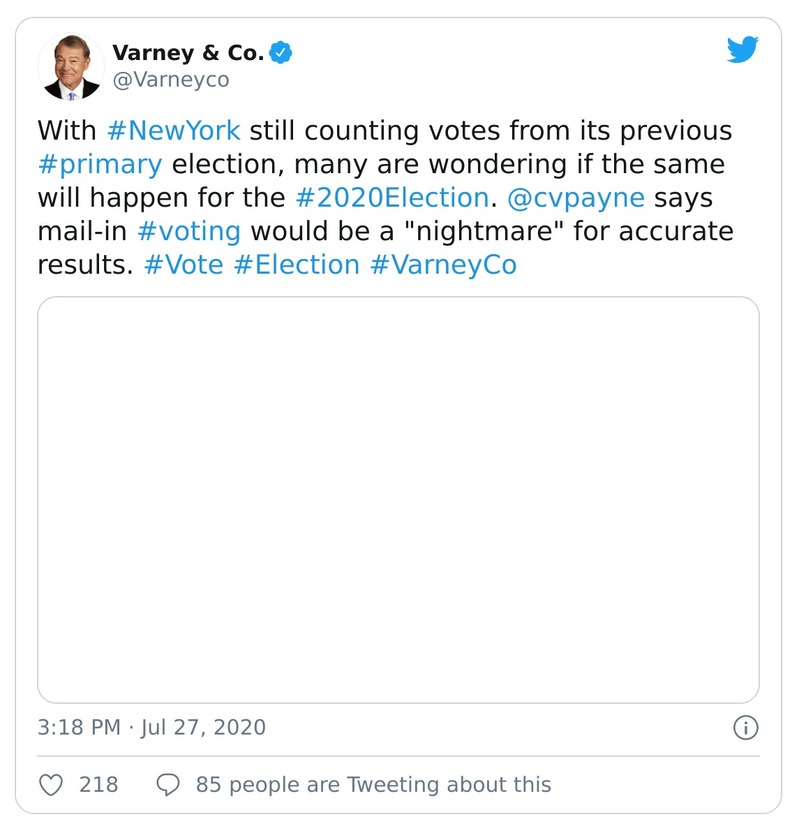 Varney & Co.
@Varneyco
With #NewYork still counting votes from its previous
#primary election, many are wondering if the same
will happen for the #2020Election. @cvpayne says
mail-in #voting would be a "nightmare" for accurate
results. #Vote #Election #VarneyCo
3:18 PM · Jul 27, 2020
218 85 people are Tweeting about this